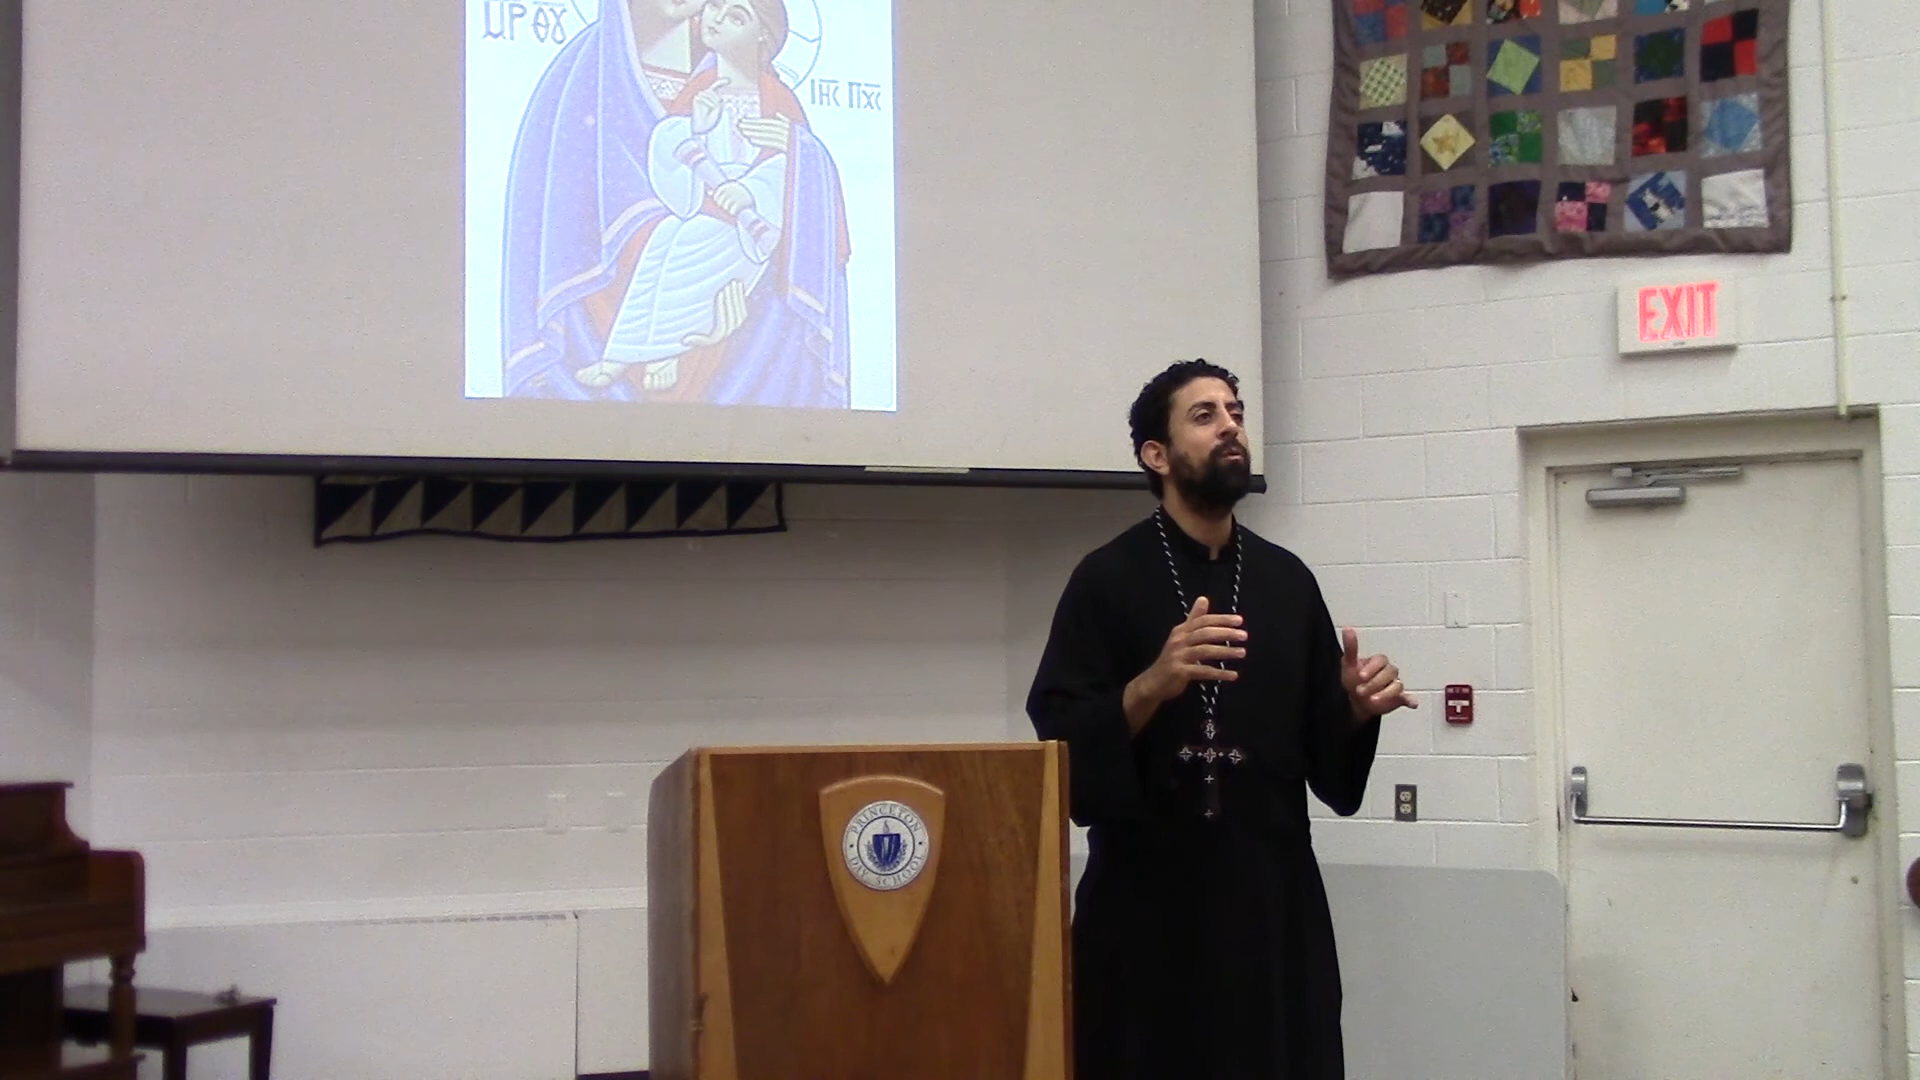 ⲘⲢ ⲐⲨ
ⲒⲎⲤ ⲠⲬⲤ
EXIT
PRINCETON
DAY SCHOOL